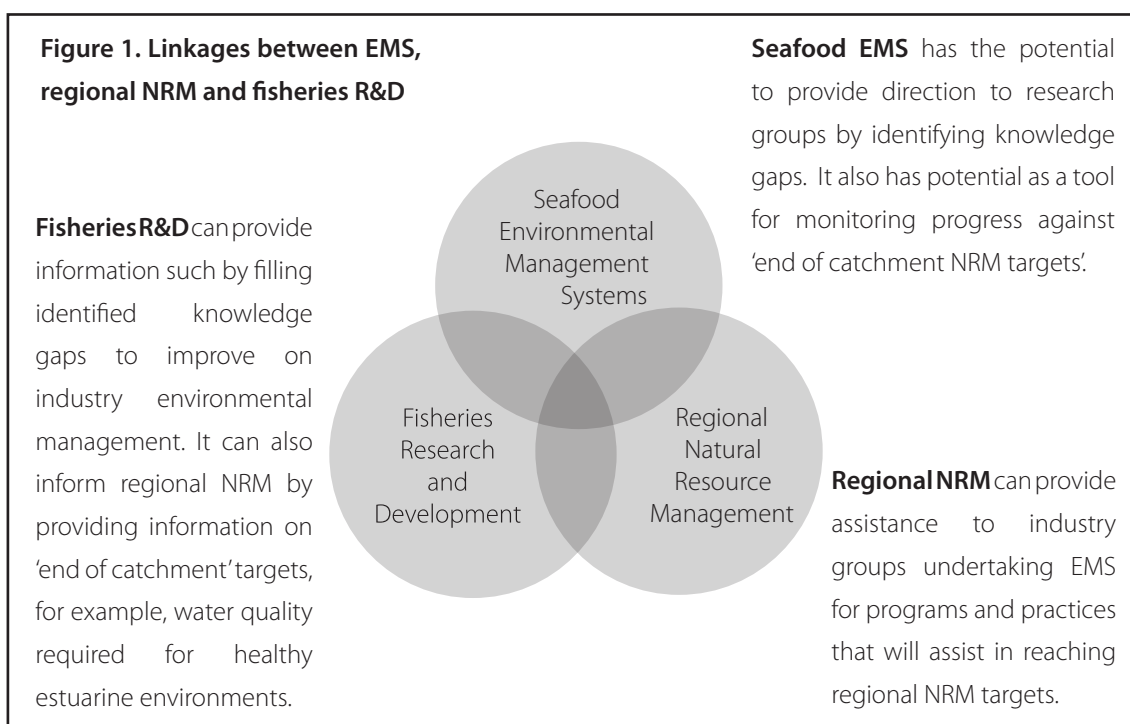 Figure 1. Linkages between EMS,
regional NRM and fisheries R&D
Seafood EMS has the potential
to provide direction to research
groups by identifying knowledge
gaps. It also has potential as a tool
for monitoring progress against
‘end of catchment NRM targets’.
Fisheries R&D can provide
information such by filling
identified knowledge
gaps to improve on
industry environmental
management. It can also
inform regional NRM by
providing information on
‘end of catchment’ targets,
for example, water quality
required for healthy
estuarine environments.
Seafood
Environmental
Management
Systems
Fisheries
Research
and
Development
Regional
Natural
Resource
Management
Regional NRM can provide
assistance to industry
groups undertaking EMS
for programs and practices
that will assist in reaching
regional NRM targets.